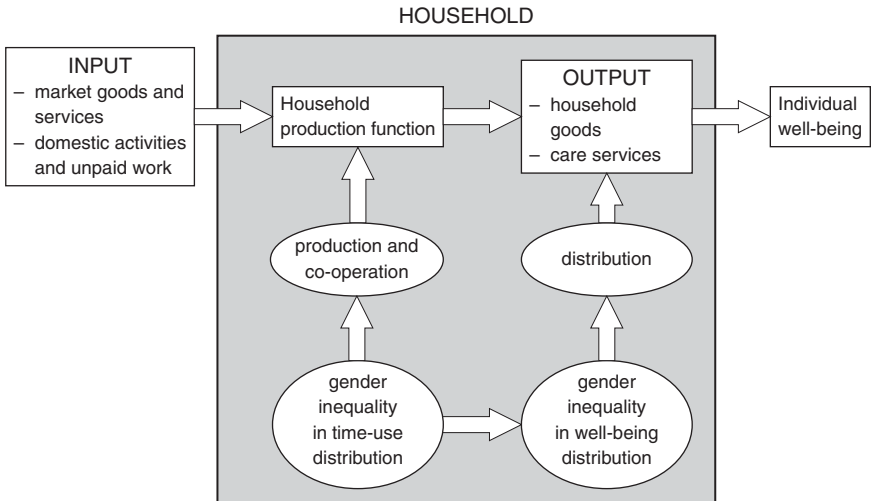 HOUSEHOLD
INPUT
– market goods and
services
– domestic activities
and unpaid work
Household
production function
OUTPUT
– household
goods
– care services
Individual
well-being
production and
co-operation
distribution
gender
inequality
in time-use
distribution
gender
inequality
in well-being
distribution